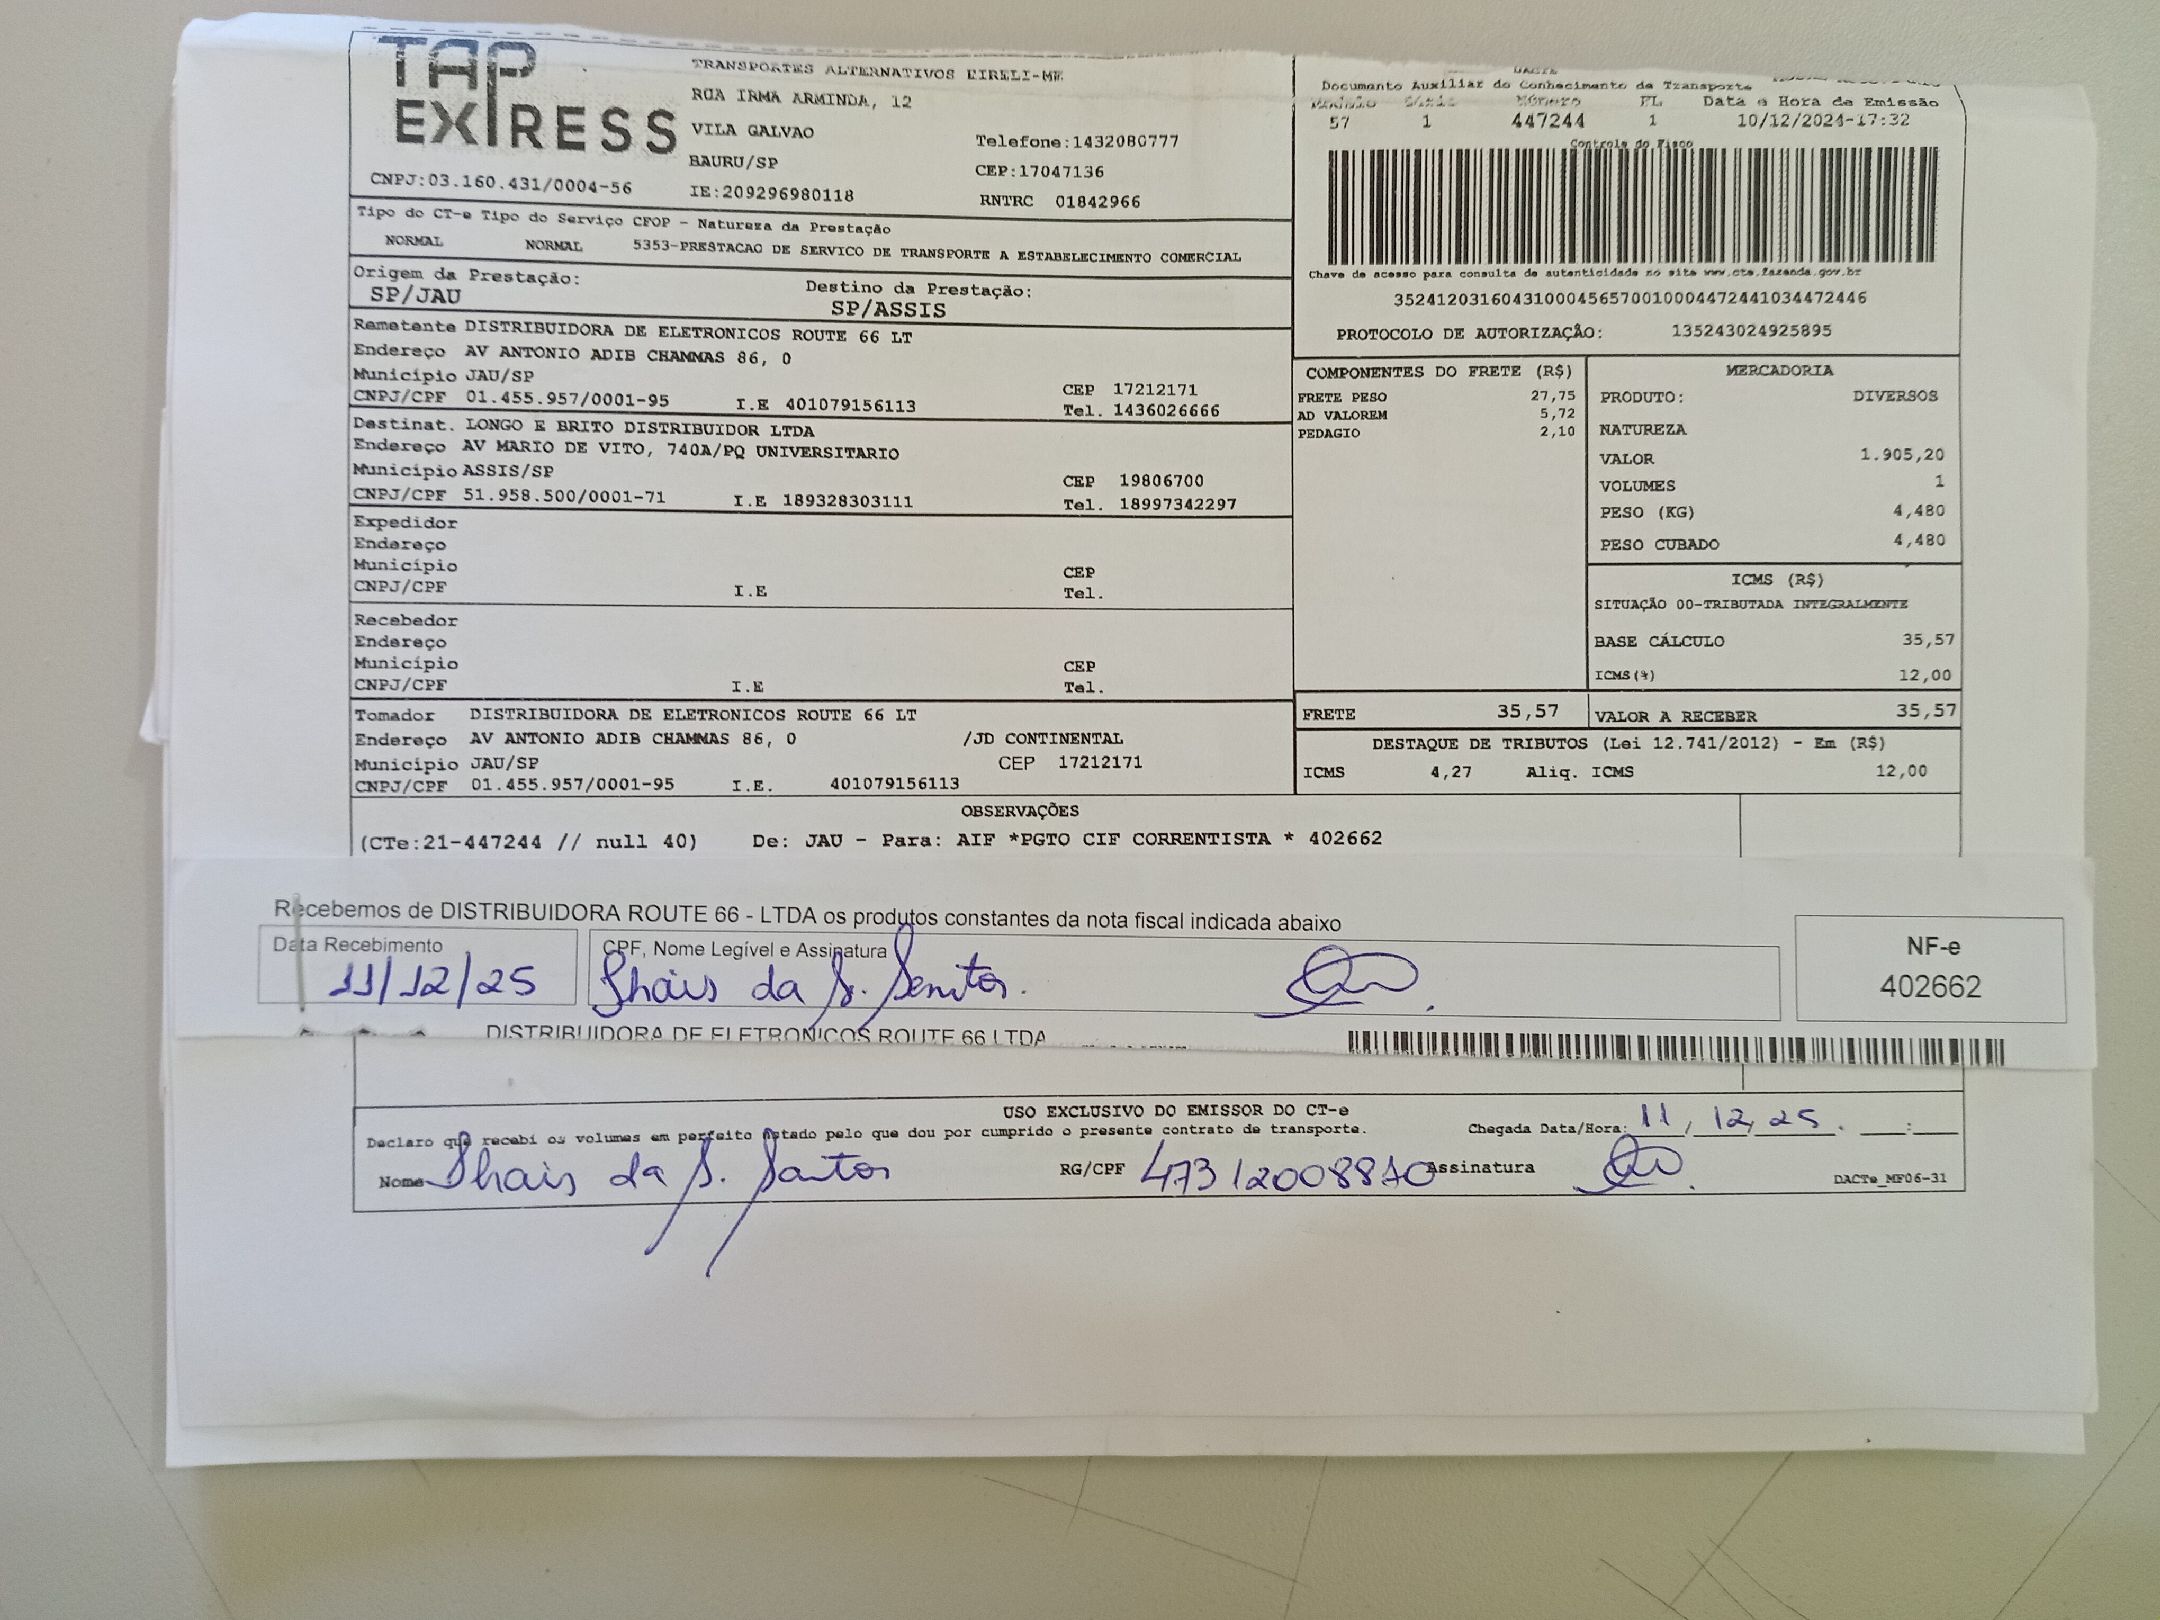 TAP
EXPRESS
CNPJ:03.160.431/0004-56
TRANSPORTES ALTERNATIVOS EIRELI-ME
RUA IRMA ARMINDA, 12
VILA GALVAO
BAURU/SP
IE:209296980118
Telefone:1432080777
CEP:17047136
RNTRC 01842966
DACTE
Documento Auxiliar do Conhecimento de Transporte
Modelo Série Número FL Data e Hora de Emissão
57 1 447244 1 10/12/2024-17:32
Controle do Fisco
Chave de acesso para consulta de autenticidade no site www.cte.fazenda.gov.br
35241203160431000456570010004472441034472446
PROTOCOLO DE AUTORIZAÇÃO: 135243024925895
Tipo do CT-e Tipo do Serviço CFOP - Natureza da Prestação
NORMAL NORMAL 5353-PRESTACAO DE SERVICO DE TRANSPORTE A ESTABELECIMENTO COMERCIAL
Origem da Prestação: Destino da Prestação:
SP/JAU SP/ASSIS
Remetente DISTRIBUIDORA DE ELETRONICOS ROUTE 66 LT
Endereço AV ANTONIO ADIB CHAMMAS 86, 0
Município JAU/SP CEP 17212171
CNPJ/CPF 01.455.957/0001-95 I.E 401079156113 Tel. 1436026666
Destinat. LONGO E BRITO DISTRIBUIDOR LTDA
Endereço AV MARIO DE VITO, 740A/PQ UNIVERSITARIO
Município ASSIS/SP CEP 19806700
CNPJ/CPF 51.958.500/0001-71 I.E 189328303111 Tel. 18997342297
Expedidor
Endereço
Município CEP
CNPJ/CPF I.E Tel.
Recebedor
Endereço
Município CEP
CNPJ/CPF I.E Tel.
Tomador DISTRIBUIDORA DE ELETRONICOS ROUTE 66 LT
Endereço AV ANTONIO ADIB CHAMMAS 86, 0 /JD CONTINENTAL
Município JAU/SP CEP 17212171
CNPJ/CPF 01.455.957/0001-95 I.E. 401079156113
COMPONENTES DO FRETE (R$)
FRETE PESO 27,75
AD VALOREM 5,72
PEDAGIO 2,10
MERCADORIA
PRODUTO: DIVERSOS
NATUREZA
VALOR 1.905,20
VOLUMES 1
PESO (KG) 4,480
PESO CUBADO 4,480
ICMS (R$)
SITUAÇÃO 00-TRIBUTADA INTEGRALMENTE
BASE CÁLCULO 35,57
ICMS(%) 12,00
FRETE 35,57 VALOR A RECEBER 35,57
DESTAQUE DE TRIBUTOS (Lei 12.741/2012) - Em (R$)
ICMS 4,27 Aliq. ICMS 12,00
OBSERVAÇÕES
(CTe:21-447244 // null 40) De: JAU - Para: AIF *PGTO CIF CORRENTISTA * 402662
Recebemos de DISTRIBUIDORA ROUTE 66 - LTDA os produtos constantes da nota fiscal indicada abaixo
Data Recebimento CPF, Nome Legível e Assinatura NF-e
11/12/25 Thais da S. Santos. 402662
DISTRIBUIDORA DE ELETRONICOS ROUTE 66 LTDA
USO EXCLUSIVO DO EMISSOR DO CT-e
Declaro que recebi os volumes em perfeito estado pelo que dou por cumprido o presente contrato de transporte. Chegada Data/Hora: 11/12/25
Nome Thais da S. Santos RG/CPF 47312008810 Assinatura DACTe_MF06-31